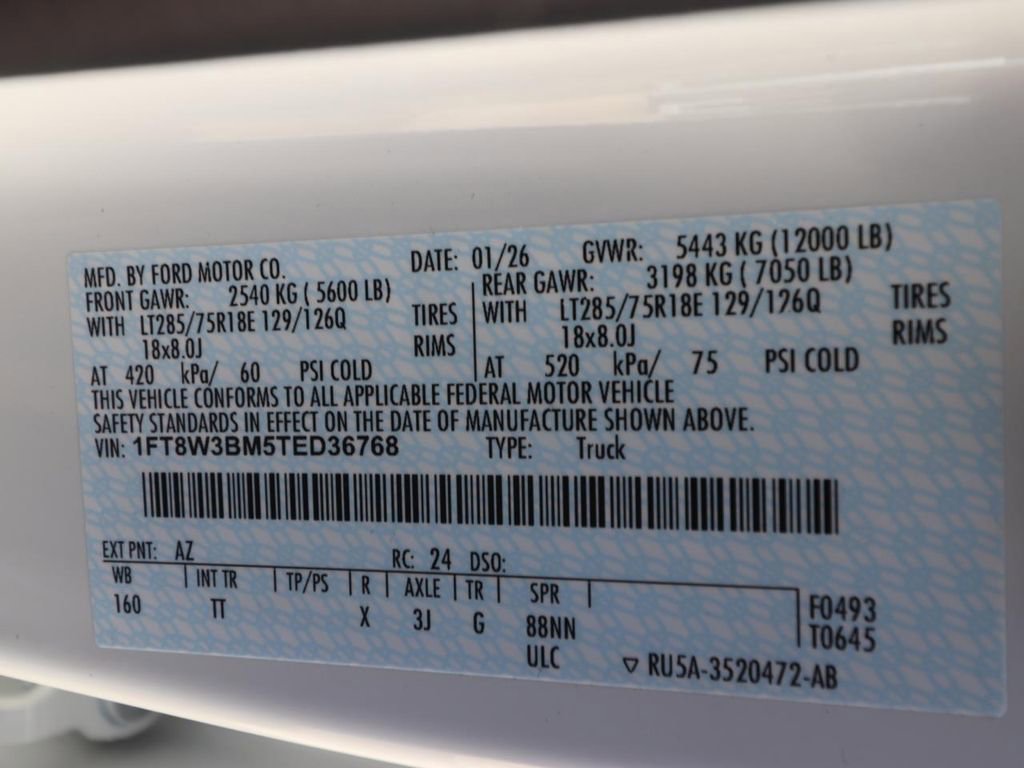 MFD. BY FORD MOTOR CO. DATE: 01/26 GVWR: 5443 KG (12000 LB)
FRONT GAWR: 2540 KG ( 5600 LB) REAR GAWR: 3198 KG ( 7050 LB)
WITH LT285/75R18E 129/126Q TIRES WITH LT285/75R18E 129/126Q TIRES
18x8.0J RIMS 18x8.0J RIMS
AT 420 kPa/ 60 PSI COLD AT 520 kPa/ 75 PSI COLD
THIS VEHICLE CONFORMS TO ALL APPLICABLE FEDERAL MOTOR VEHICLE
SAFETY STANDARDS IN EFFECT ON THE DATE OF MANUFACTURE SHOWN ABOVE.
VIN: 1FT8W3BM5TED36768 TYPE: Truck
EXT PNT: AZ RC: 24 DSO:
WB INT TR TP/PS R AXLE TR SPR
160 TT X 3J G 88NN
ULC
F0493
T0645
▽ RU5A-3520472-AB